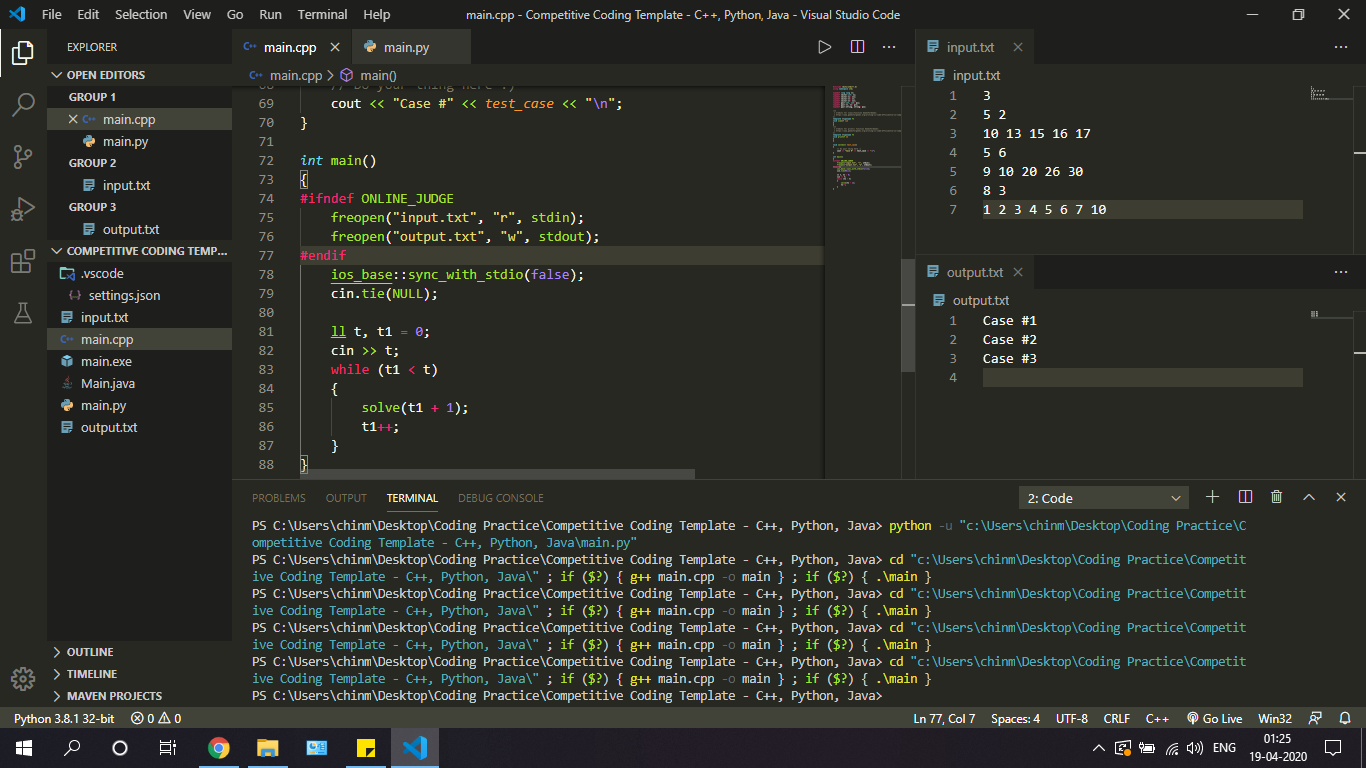 File Edit Selection View Go Run Terminal Help
main.cpp - Competitive Coding Template - C++, Python, Java - Visual Studio Code
EXPLORER
OPEN EDITORS
GROUP 1
main.cpp
main.py
GROUP 2
input.txt
GROUP 3
output.txt
COMPETITIVE CODING TEMP...
.vscode
settings.json
input.txt
main.cpp
main.exe
Main.java
main.py
output.txt
OUTLINE
TIMELINE
MAVEN PROJECTS
main.cpp main.py
main.cpp > main()
69 cout << "Case #" << test_case << "\n";
70 }
71
72 int main()
73 {
74 #ifndef ONLINE_JUDGE
75 freopen("input.txt", "r", stdin);
76 freopen("output.txt", "w", stdout);
77 #endif
78 ios_base::sync_with_stdio(false);
79 cin.tie(NULL);
80
81 ll t, t1 = 0;
82 cin >> t;
83 while (t1 < t)
84 {
85 solve(t1 + 1);
86 t1++;
87 }
88 }
input.txt
input.txt
1 3
2 5 2
3 10 13 15 16 17
4 5 6
5 9 10 20 26 30
6 8 3
7 1 2 3 4 5 6 7 10
output.txt
output.txt
1 Case #1
2 Case #2
3 Case #3
4
PROBLEMS OUTPUT TERMINAL DEBUG CONSOLE
2: Code
PS C:\Users\chinm\Desktop\Coding Practice\Competitive Coding Template - C++, Python, Java> python -u "c:\Users\chinm\Desktop\Coding Practice\C
ompetitive Coding Template - C++, Python, Java\main.py"
PS C:\Users\chinm\Desktop\Coding Practice\Competitive Coding Template - C++, Python, Java> cd "c:\Users\chinm\Desktop\Coding Practice\Competit
ive Coding Template - C++, Python, Java\" ; if ($?) { g++ main.cpp -o main } ; if ($?) { .\main }
PS C:\Users\chinm\Desktop\Coding Practice\Competitive Coding Template - C++, Python, Java> cd "c:\Users\chinm\Desktop\Coding Practice\Competit
ive Coding Template - C++, Python, Java\" ; if ($?) { g++ main.cpp -o main } ; if ($?) { .\main }
PS C:\Users\chinm\Desktop\Coding Practice\Competitive Coding Template - C++, Python, Java> cd "c:\Users\chinm\Desktop\Coding Practice\Competit
ive Coding Template - C++, Python, Java\" ; if ($?) { g++ main.cpp -o main } ; if ($?) { .\main }
PS C:\Users\chinm\Desktop\Coding Practice\Competitive Coding Template - C++, Python, Java> cd "c:\Users\chinm\Desktop\Coding Practice\Competit
ive Coding Template - C++, Python, Java\" ; if ($?) { g++ main.cpp -o main } ; if ($?) { .\main }
PS C:\Users\chinm\Desktop\Coding Practice\Competitive Coding Template - C++, Python, Java>
Python 3.8.1 32-bit 0 0 Ln 77, Col 7 Spaces: 4 UTF-8 CRLF C++ Go Live Win32
ENG
01:25
19-04-2020